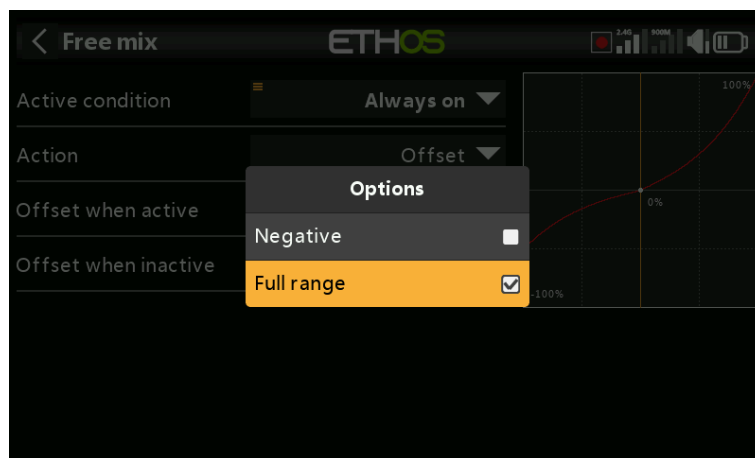 Free mix
ETHOS
2.4G
900M
Active condition
Always on
100%
Action
Offset
Options
0%
Offset when active
Negative
Offset when inactive
Full range
-100%